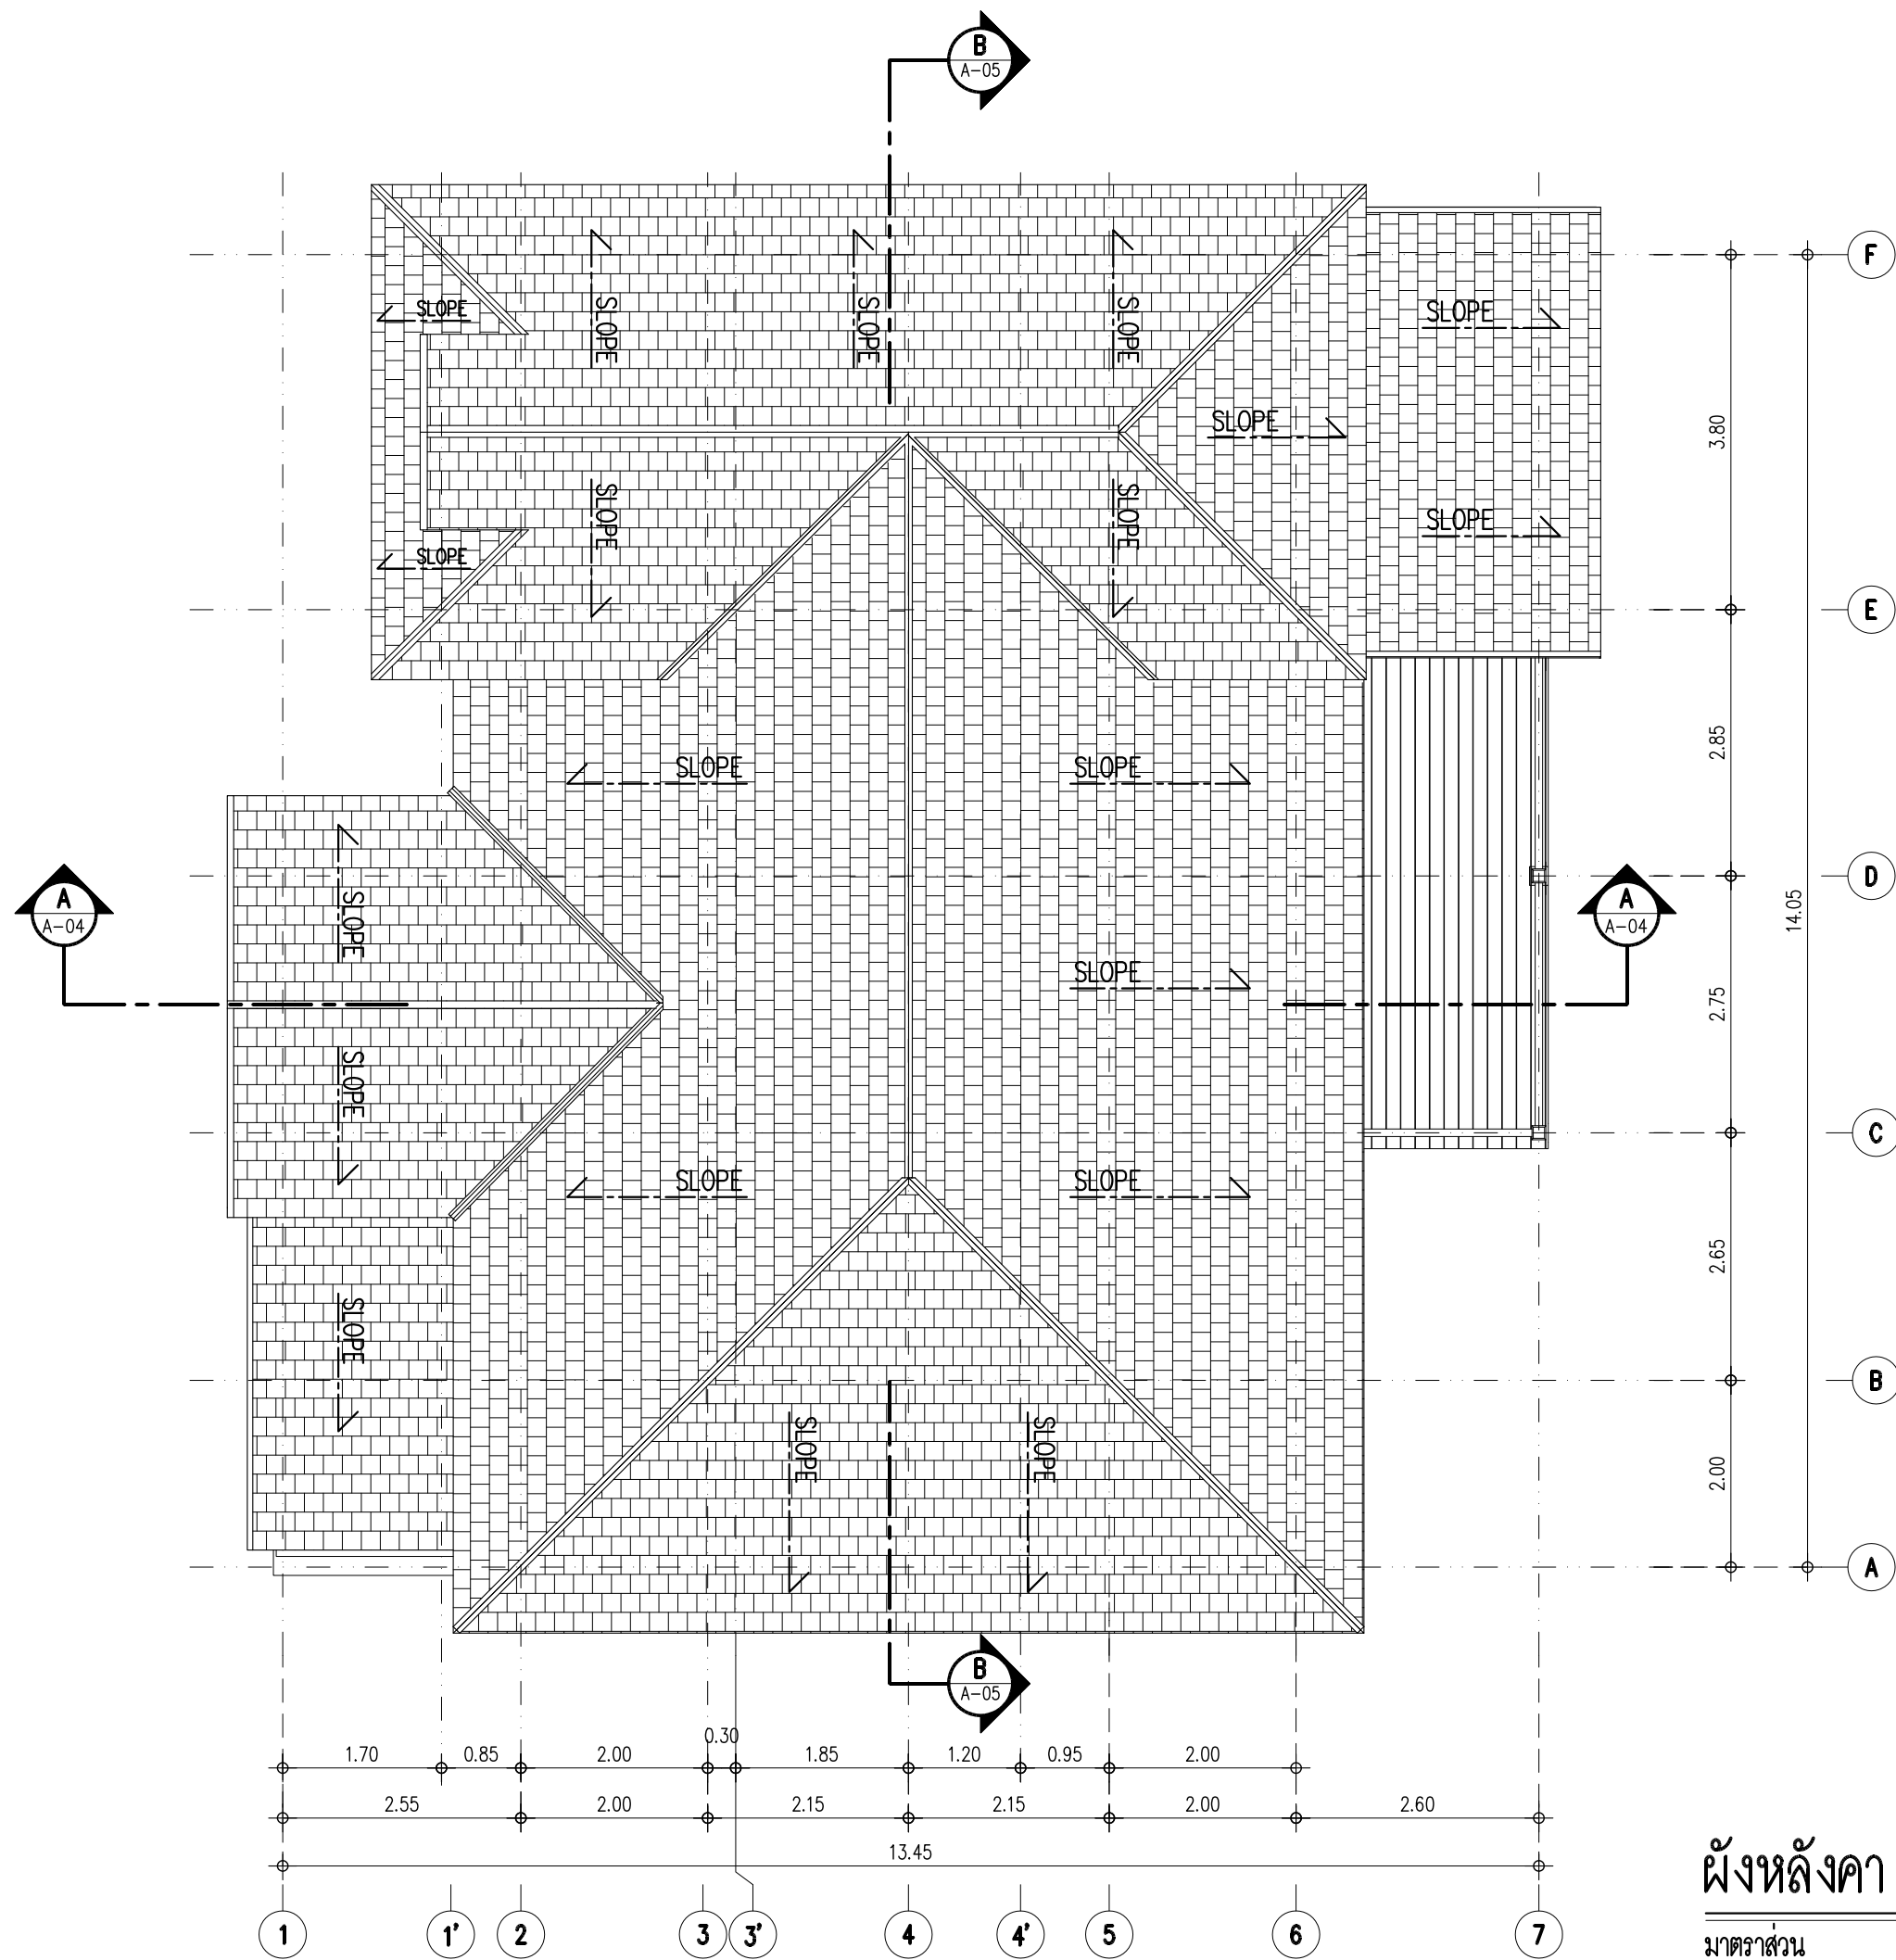 B
A-05
F
SLOPE
SLOPE
SLOPE
SLOPE
SLOPE
SLOPE
3.80
SLOPE
SLOPE
SLOPE
SLOPE
E
2.85
SLOPE
SLOPE
A
A-04
SLOPE
A
A-04
D
14.05
SLOPE
2.75
SLOPE
C
SLOPE
SLOPE
2.65
SLOPE
B
SLOPE
SLOPE
2.00
A
B
A-05
1.70 0.85 2.00 0.30 1.85 1.20 0.95 2.00
2.55 2.00 2.15 2.15 2.00 2.60
13.45
ผังหลังคา
1 1' 2 3 3' 4 4' 5 6 7
มาตราส่วน